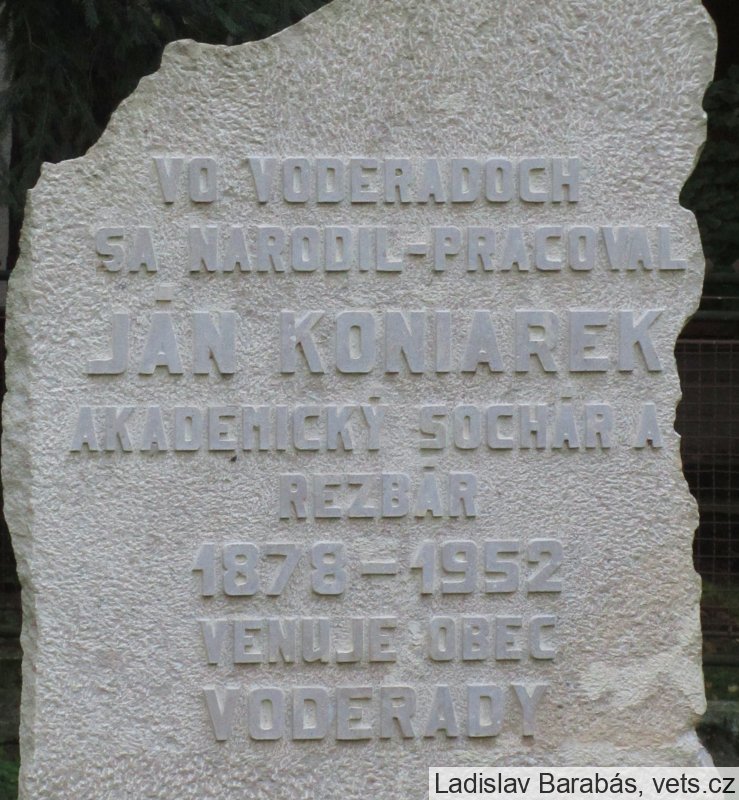 VO VODERADOCH
SA NARODIL-PRACOVAL
JÁN KONIAREK
AKADEMICKÝ SOCHÁR A
REZBÁR
1878-1952
VENUJE OBEC
VODERADY
Ladislav Barabás, vets.cz